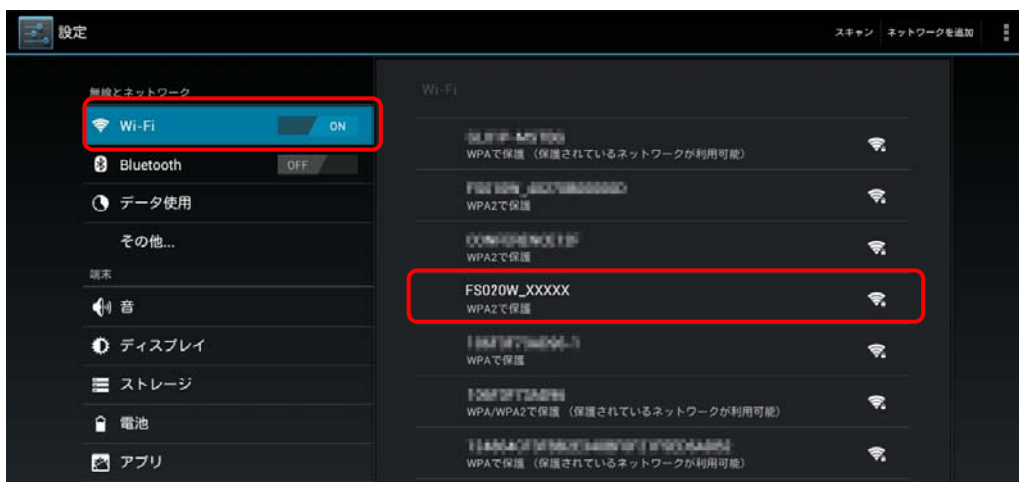 設定
スキャン ネットワークを追加
無線とネットワーク
Wi-Fi ON
Bluetooth OFF
データ使用
その他...
端末
音
ディスプレイ
ストレージ
電池
アプリ
Wi-Fi
WPAで保護 （保護されているネットワークが利用可能）
WPA2で保護
WPA2で保護
FS020W_XXXXX
WPA2で保護
WPAで保護
WPA/WPA2で保護 （保護されているネットワークが利用可能）
WPAで保護 （保護されているネットワークが利用可能）